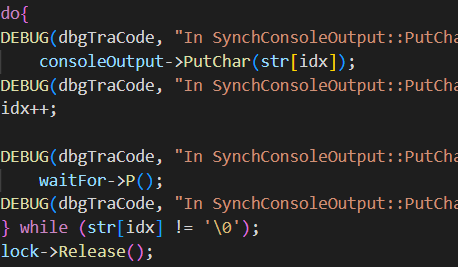 do{
DEBUG(dbgTraCode, "In SynchConsoleOutput::PutCha
consoleOutput->PutChar(str[idx]);
DEBUG(dbgTraCode, "In SynchConsoleOutput::PutCha
idx++;
DEBUG(dbgTraCode, "In SynchConsoleOutput::PutCha
waitFor->P();
DEBUG(dbgTraCode, "In SynchConsoleOutput::PutCha
} while (str[idx] != '\0');
lock->Release();